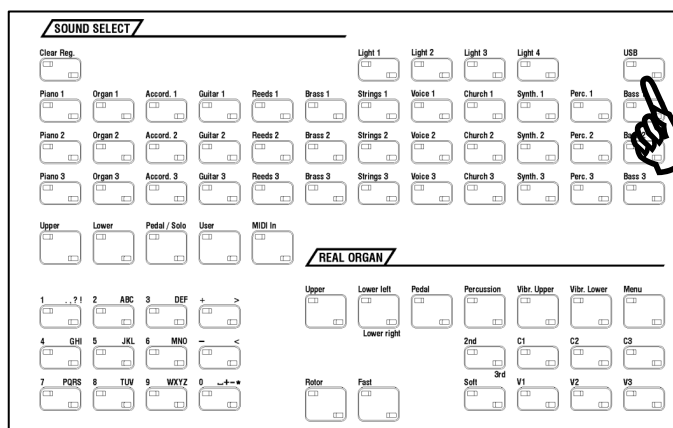 SOUND SELECT
Clear Reg. Light 1 Light 2 Light 3 Light 4 USB
Piano 1 Organ 1 Accord. 1 Guitar 1 Reeds 1 Brass 1 Strings 1 Voice 1 Church 1 Synth. 1 Perc. 1 Bass
Piano 2 Organ 2 Accord. 2 Guitar 2 Reeds 2 Brass 2 Strings 2 Voice 2 Church 2 Synth. 2 Perc. 2
Piano 3 Organ 3 Accord. 3 Guitar 3 Reeds 3 Brass 3 Strings 3 Voice 3 Church 3 Synth. 3 Perc. 3 Bass 3
Upper Lower Pedal / Solo User MIDI In
REAL ORGAN
Upper Lower left Pedal Percussion Vibr. Upper Vibr. Lower Menu
1 .,?! 2 ABC 3 DEF + >
Lower right
4 GHI 5 JKL 6 MNO – < 2nd C1 C2 C3
3rd
7 PQRS 8 TUV 9 WXYZ 0 ⎵+-* Rotor Fast Soft V1 V2 V3